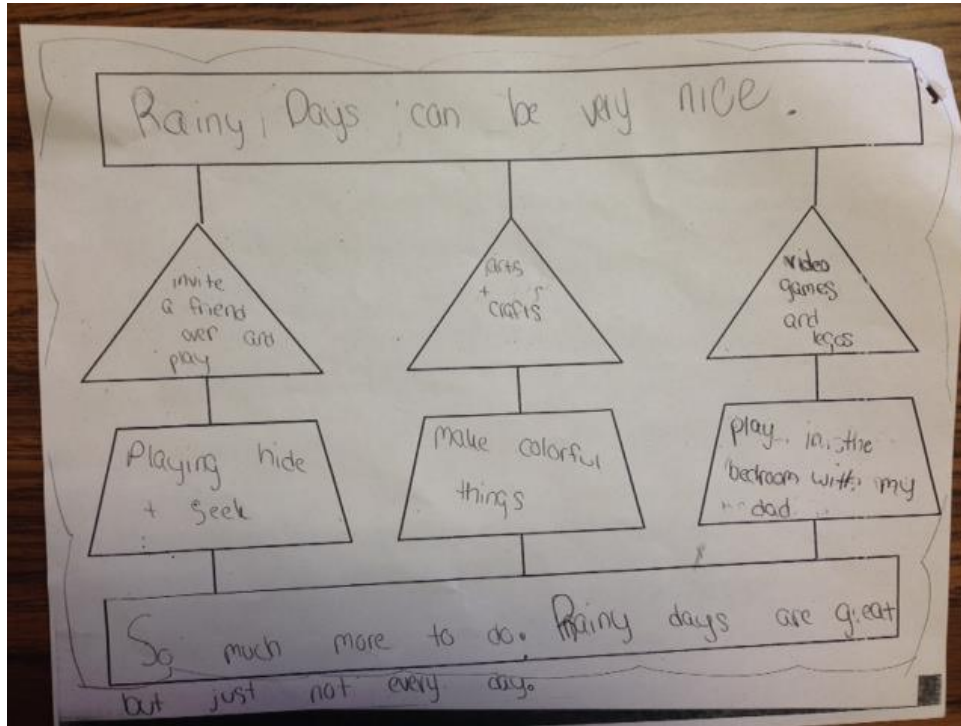 Rainy Days can be very nice.
invite
a friend
over and
play
arts
+
crafts
video
games
and
legos
Playing hide
+ Seek
make colorful
things
play in the
bedroom with my
dad
So much more to do. Rainy days are great
but just not every day.